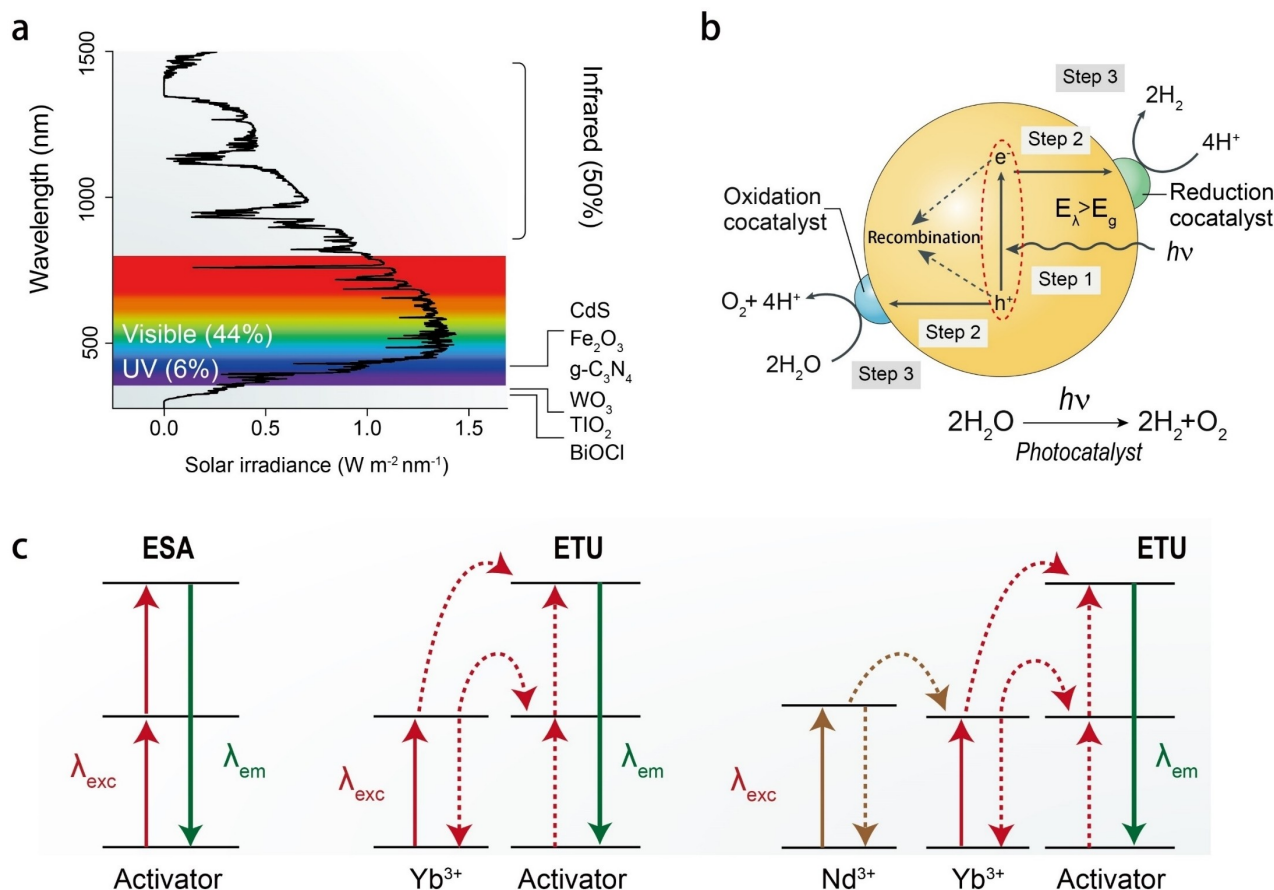 a
Wavelength (nm)
1500
1000
500
Infrared (50%)
Visible (44%)
UV (6%)
CdS
Fe₂O₃
g-C₃N₄
WO₃
TIO₂
BiOCl
0.0 0.5 1.0 1.5
Solar irradiance (W m⁻² nm⁻¹)
b
Step 3
2H₂
4H⁺
Step 2
e⁻
Reduction
cocatalyst
Oxidation
cocatalyst
E_λ>E_g
Recombination
hν
Step 1
h⁺
O₂+ 4H⁺
Step 2
2H₂O
Step 3
2H₂O hν 2H₂+O₂
Photocatalyst
c
ESA
λexc
λem
Activator
ETU
λexc
λem
Yb³⁺ Activator
ETU
λexc
λem
Nd³⁺ Yb³⁺ Activator